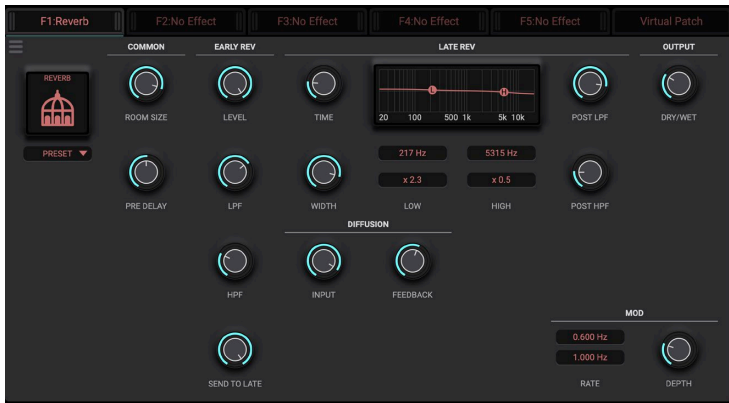 F1:Reverb
F2:No Effect
F3:No Effect
F4:No Effect
F5:No Effect
Virtual Patch
COMMON
EARLY REV
LATE REV
OUTPUT
REVERB
PRESET
ROOM SIZE
LEVEL
TIME
L
H
20 100 500 1k 5k 10k
POST LPF
DRY/WET
217 Hz
5315 Hz
x 2.3
x 0.5
PRE DELAY
LPF
WIDTH
LOW
HIGH
POST HPF
DIFFUSION
HPF
INPUT
FEEDBACK
MOD
0.600 Hz
1.000 Hz
SEND TO LATE
RATE
DEPTH